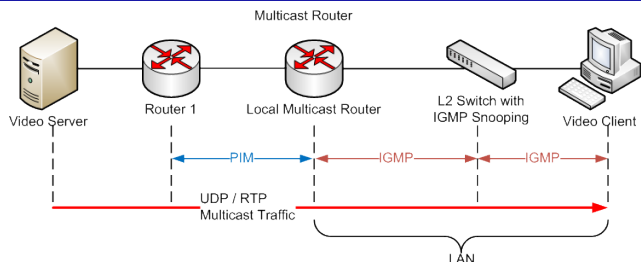 Multicast Router
Video Server
Router 1
Local Multicast Router
L2 Switch with
IGMP Snooping
Video Client
PIM
IGMP
IGMP
UDP / RTP
Multicast Traffic
LAN